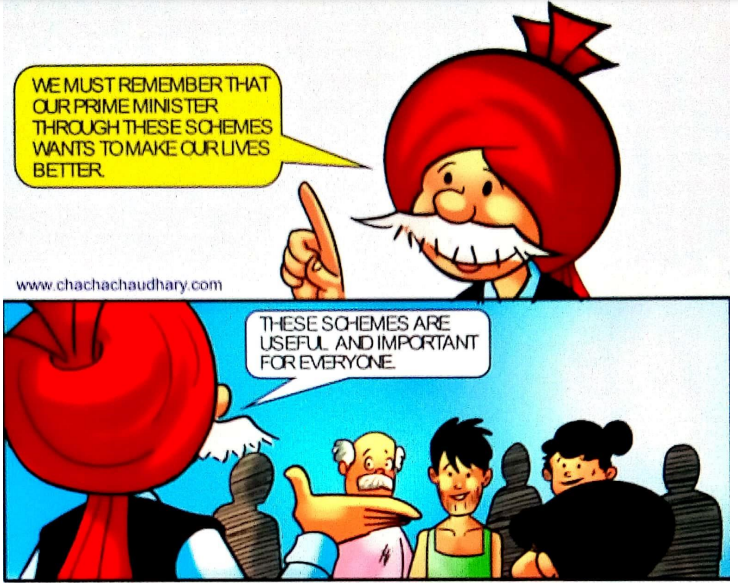 WE MUST REMEMBER THAT
OUR PRIME MINISTER
THROUGH THESE SCHEMES
WANTS TO MAKE OUR LIVES
BETTER.
www.chachachaudhary.com
THESE SCHEMES ARE
USEFUL AND IMPORTANT
FOR EVERYONE.